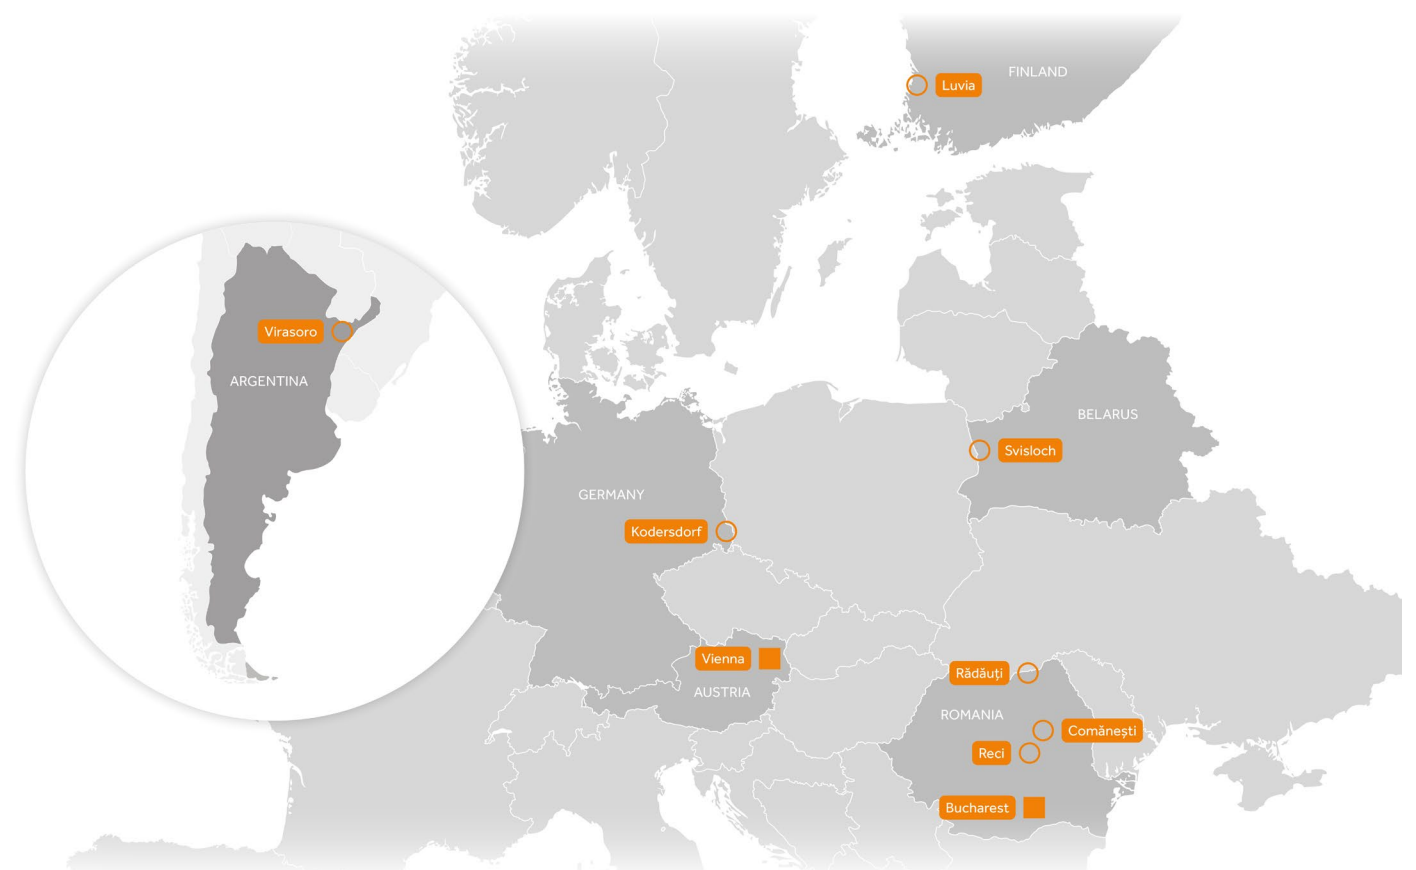 FINLAND
Luvia
Virasoro
ARGENTINA
BELARUS
Svisloch
GERMANY
Kodersdorf
Vienna
AUSTRIA
Rădăuți
ROMANIA
Comănești
Reci
Bucharest